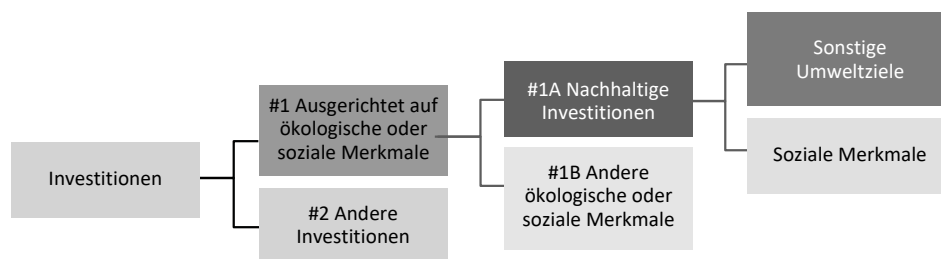 Investitionen
#1 Ausgerichtet auf
ökologische oder
soziale Merkmale
#2 Andere
Investitionen
#1A Nachhaltige
Investitionen
#1B Andere
ökologische oder
soziale Merkmale
Sonstige
Umweltziele
Soziale Merkmale